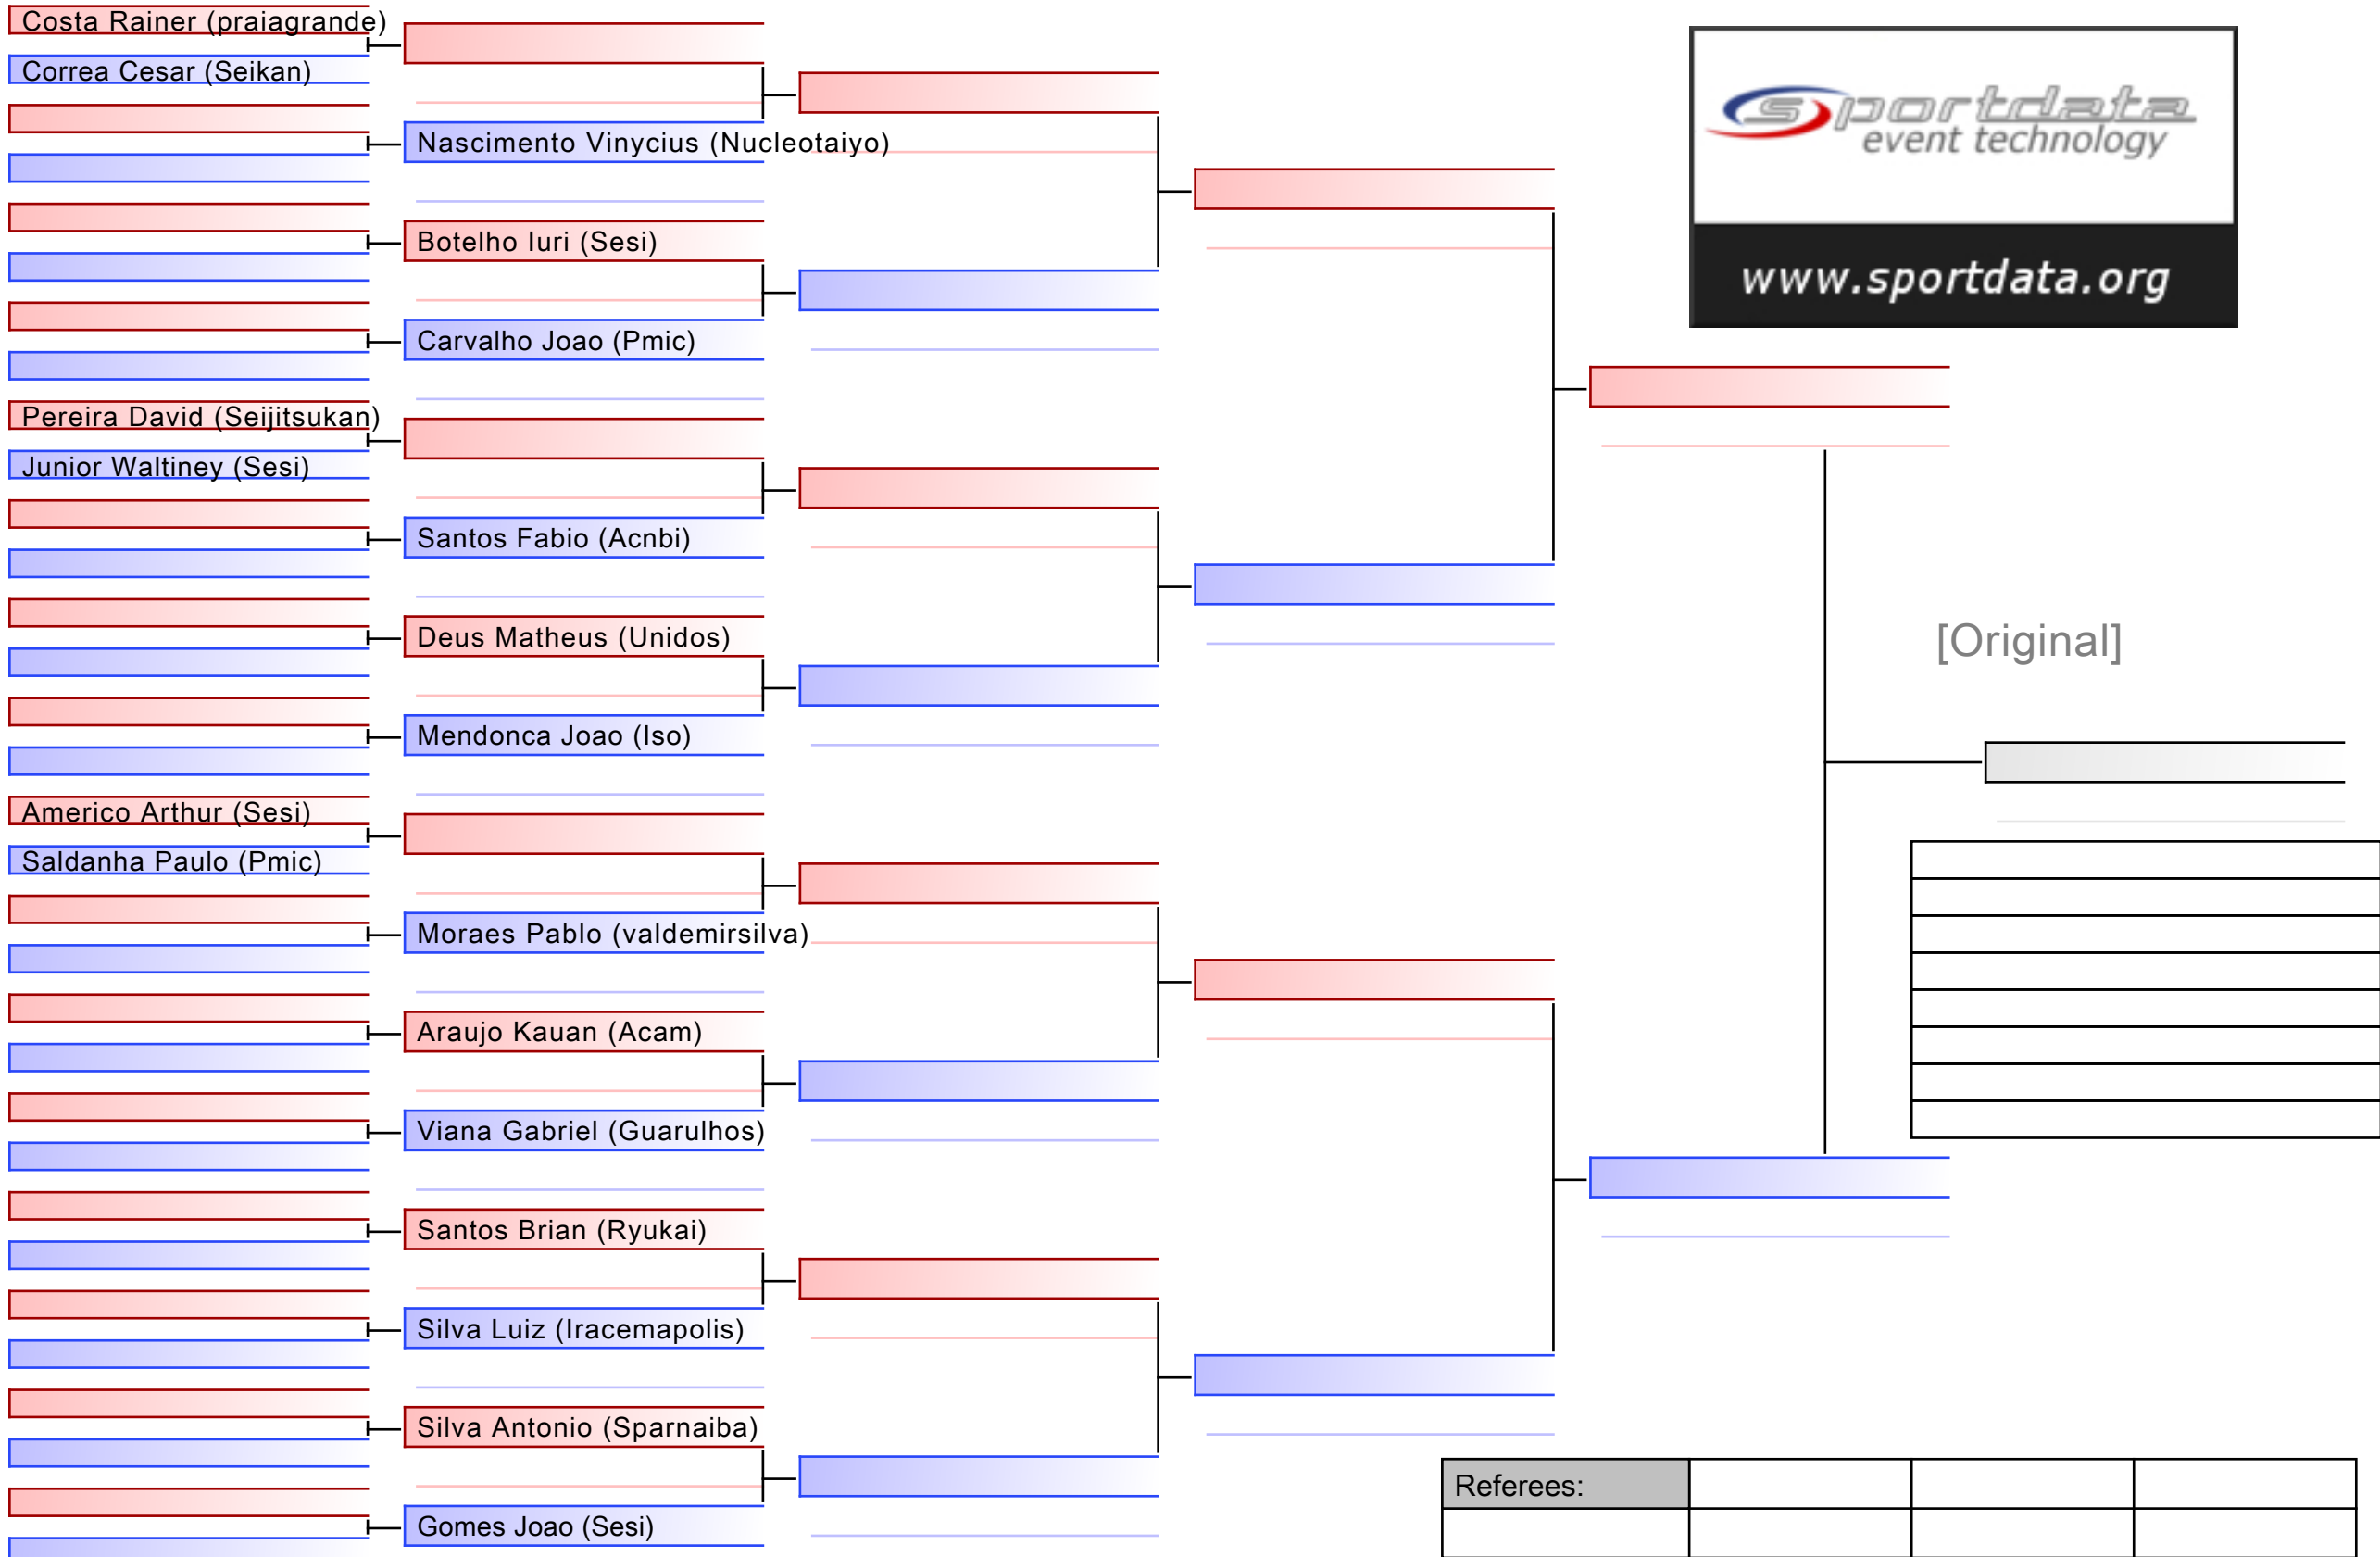 Costa Rainer (praiagrande)
Correa Cesar (Seikan)
Nascimento Vinycius (Nucleotaiyo)
Botelho Iuri (Sesi)
Carvalho Joao (Pmic)
Pereira David (Seijitsukan)
Junior Waltiney (Sesi)
Santos Fabio (Acnbi)
Deus Matheus (Unidos)
Mendonca Joao (Iso)
Americo Arthur (Sesi)
Saldanha Paulo (Pmic)
Moraes Pablo (valdemirsilva)
Araujo Kauan (Acam)
Viana Gabriel (Guarulhos)
Santos Brian (Ryukai)
Silva Luiz (Iracemapolis)
Silva Antonio (Sparnaiba)
Gomes Joao (Sesi)
sportdata
event technology
www.sportdata.org
[Original]
Referees: